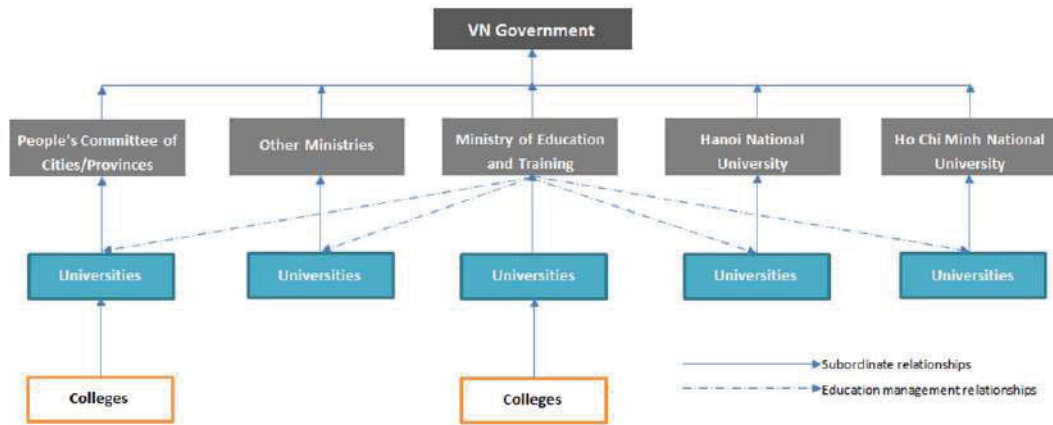 VN Government
People's Committee of
Cities/Provinces
Other Ministries
Ministry of Education
and Training
Hanoi National
University
Ho Chi Minh National
University
Universities
Universities
Universities
Universities
Universities
Colleges
Colleges
Subordinate relationships
Education management relationships